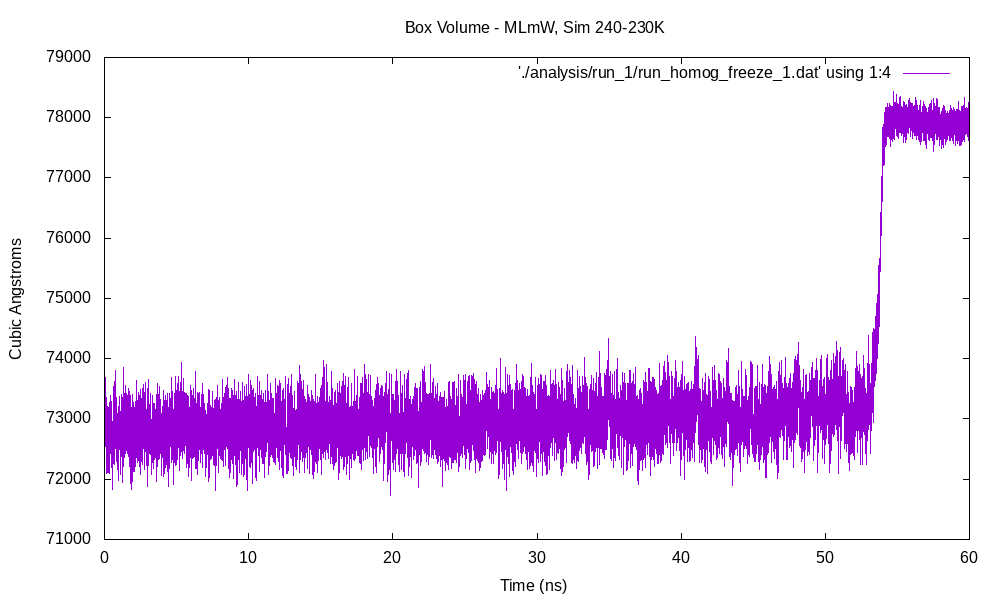 Box Volume - MLmW, Sim 240-230K
'./analysis/run_1/run_homog_freeze_1.dat' using 1:4
79000
78000
77000
76000
75000
74000
73000
72000
71000
Cubic Angstroms
0 10 20 30 40 50 60
Time (ns)